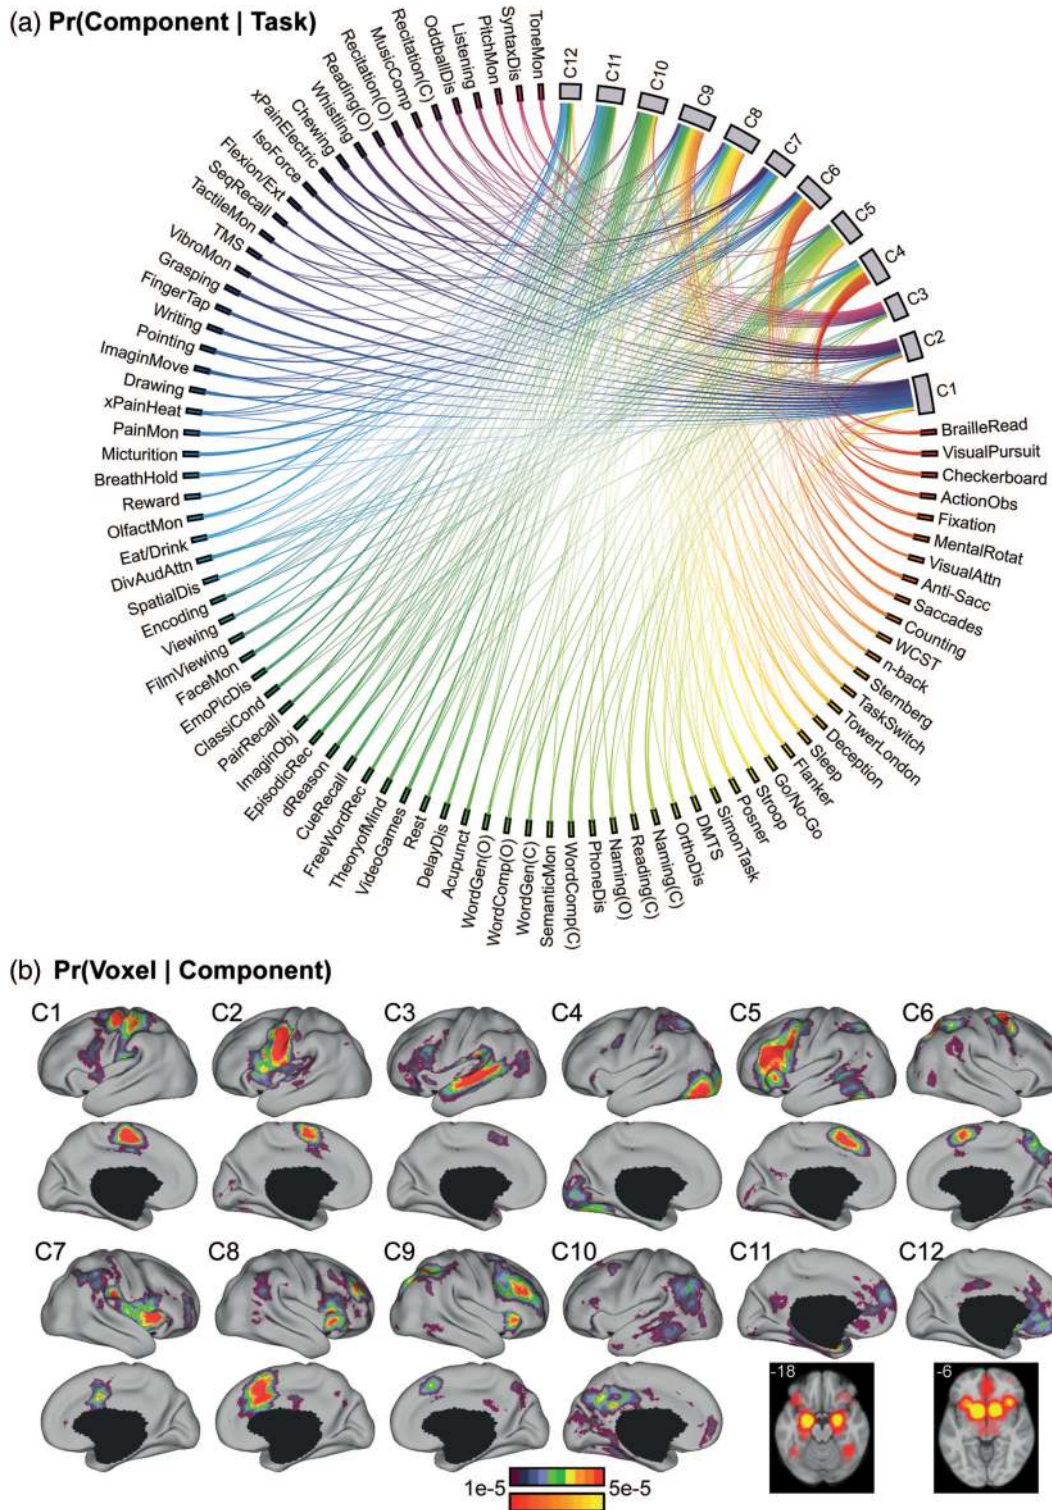 (a) Pr(Component | Task)
ToneMon
SyntaxDis
PitchMon
Listening
OddballDis
MusicComp
Recitation(C)
Recitation(O)
Reading(O)
Whistling
Chewing
xPainElectric
IsoForce
Flexion/Ext
SeqRecall
TactileMon
TMS
VibroMon
Grasping
FingerTap
Writing
Pointing
ImaginMove
Drawing
xPainHeat
PainMon
Micturition
BreathHold
Reward
OlfactMon
Eat/Drink
DivAudAttn
SpatialDis
Encoding
Viewing
FilmViewing
FaceMon
EmoPicDis
ClassiCond
PairRecall
ImaginObj
EpisodicRec
dReason
CueRecall
FreeWordRec
TheoryofMind
VideoGames
Rest
DelayDis
Acupunct
WordGen(O)
WordComp(O)
WordGen(C)
SemanticMon
WordComp(C)
PhoneDis
Naming(O)
Reading(C)
Naming(C)
OrthoDis
DMTS
SimonTask
Posner
Stroop
Go/No-Go
Flanker
Sleep
Deception
TowerLondon
TaskSwitch
Sternberg
n-back
WCST
Counting
Saccades
Anti-Sacc
VisualAttn
MentalRotat
Fixation
ActionObs
Checkerboard
VisualPursuit
BrailleRead
C1
C2
C3
C4
C5
C6
C7
C8
C9
C10
C11
C12
(b) Pr(Voxel | Component)
C1 C2 C3 C4 C5 C6
C7 C8 C9 C10 C11 C12
-18 -6
1e-5 5e-5